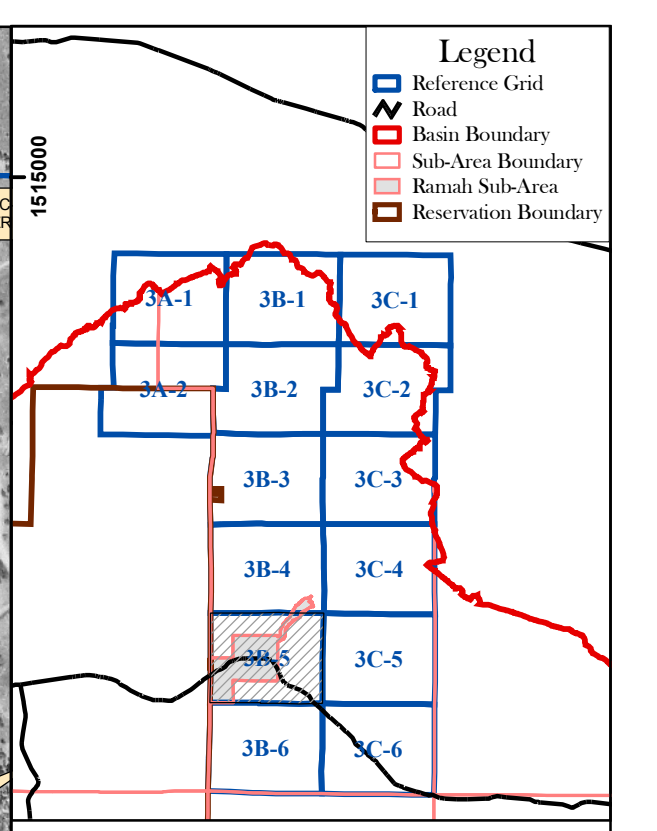 Legend
Reference Grid
Road
Basin Boundary
Sub-Area Boundary
Ramah Sub-Area
Reservation Boundary
1515000
C
R
3A-1 3B-1 3C-1
3A-2 3B-2 3C-2
3B-3 3C-3
3B-4 3C-4
3B-5 3C-5
3B-6 3C-6